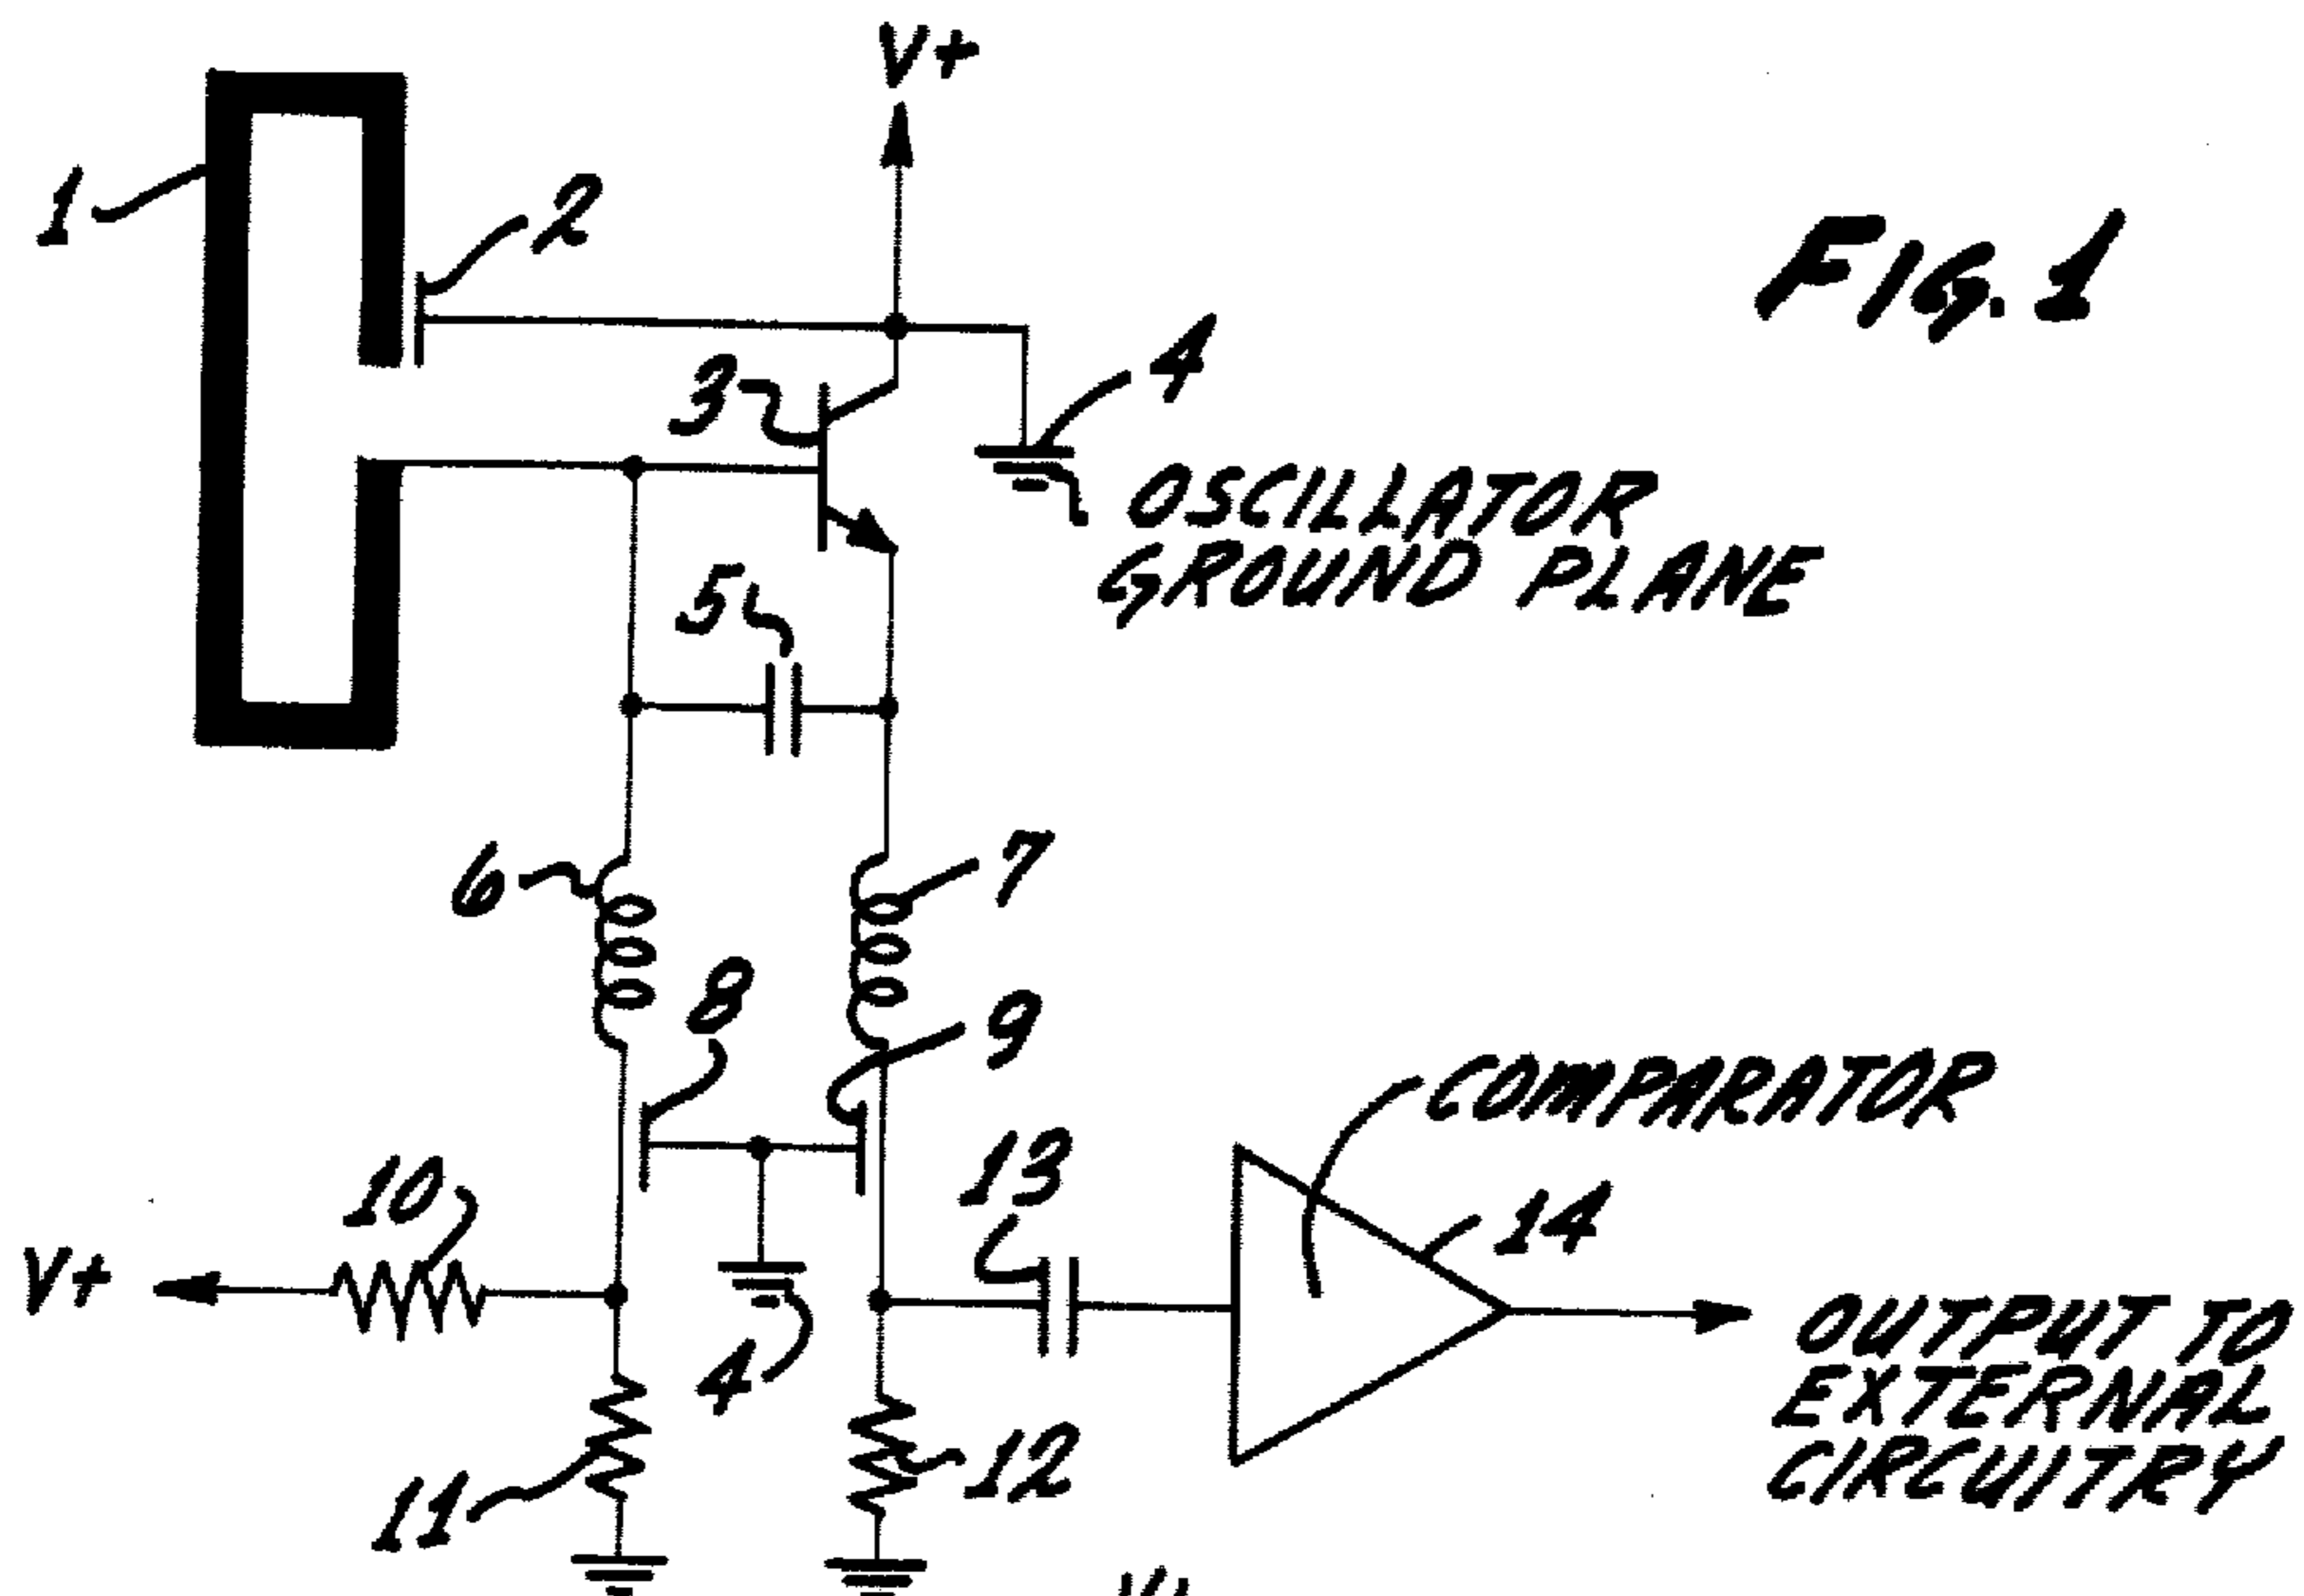 V+
1
2
FIG. 1
3
4
OSCILLATOR
GROUND PLANE
5
6
7
8
9
COMPARATOR
10
13
14
V+
4
OUTPUT TO
EXTERNAL
CIRCUITRY
11
12